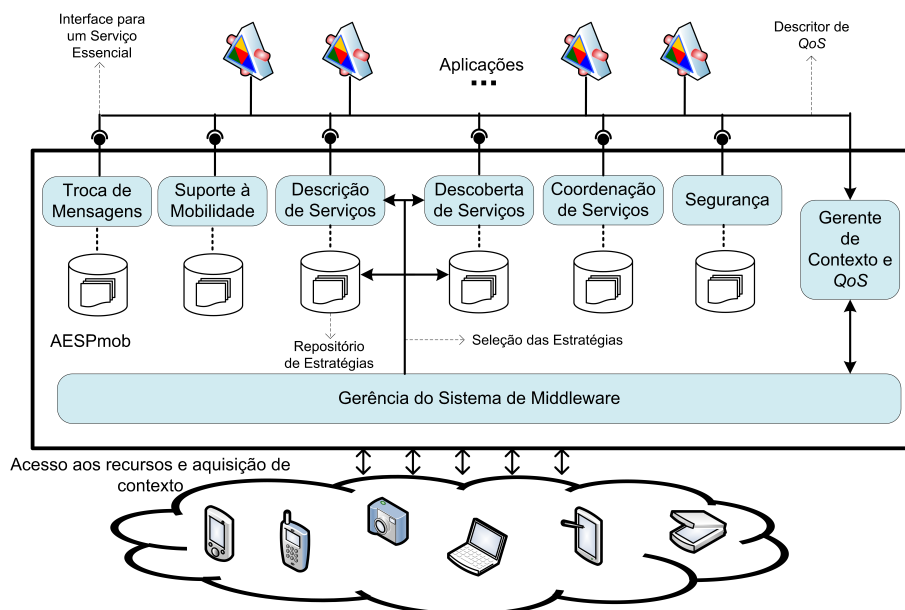 Interface para
um Serviço
Essencial
Descritor de
QoS
Aplicações
...
Troca de
Mensagens
Suporte à
Mobilidade
Descrição
de Serviços
Descoberta
de Serviços
Coordenação
de Serviços
Segurança
Gerente
de
Contexto e
QoS
AESPmob
Repositório
de Estratégias
Seleção das Estratégias
Gerência do Sistema de Middleware
Acesso aos recursos e aquisição de
contexto